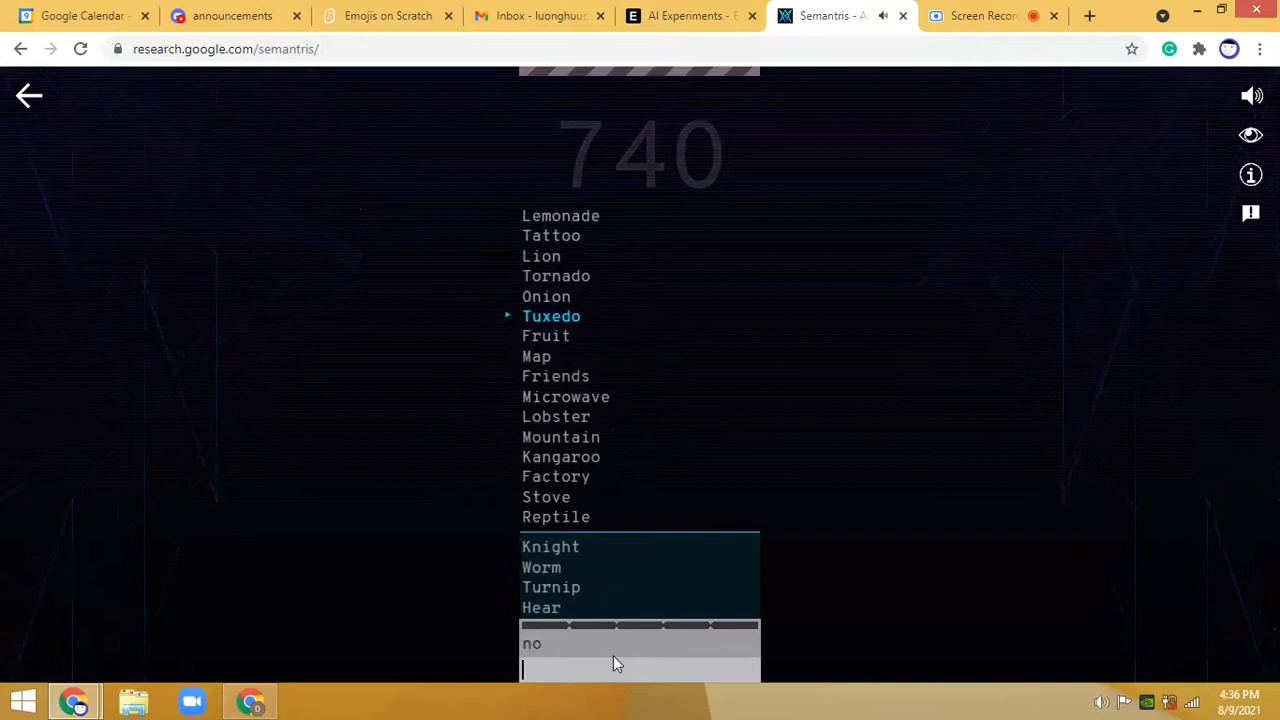 Google Calendar -
announcements
Emojis on Scratch
Inbox - luonghuuc
AI Experiments - E
Semantris - A
Screen Recor
research.google.com/semantris/
740
Lemonade
Tattoo
Lion
Tornado
Onion
Tuxedo
Fruit
Map
Friends
Microwave
Lobster
Mountain
Kangaroo
Factory
Stove
Reptile
Knight
Worm
Turnip
Hear
no
4:36 PM
8/9/2021